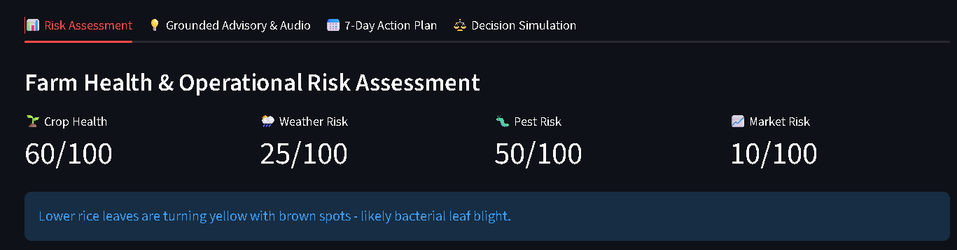 Risk Assessment Grounded Advisory & Audio 7-Day Action Plan Decision Simulation
Farm Health & Operational Risk Assessment
Crop Health Weather Risk Pest Risk Market Risk
60/100 25/100 50/100 10/100
Lower rice leaves are turning yellow with brown spots - likely bacterial leaf blight.